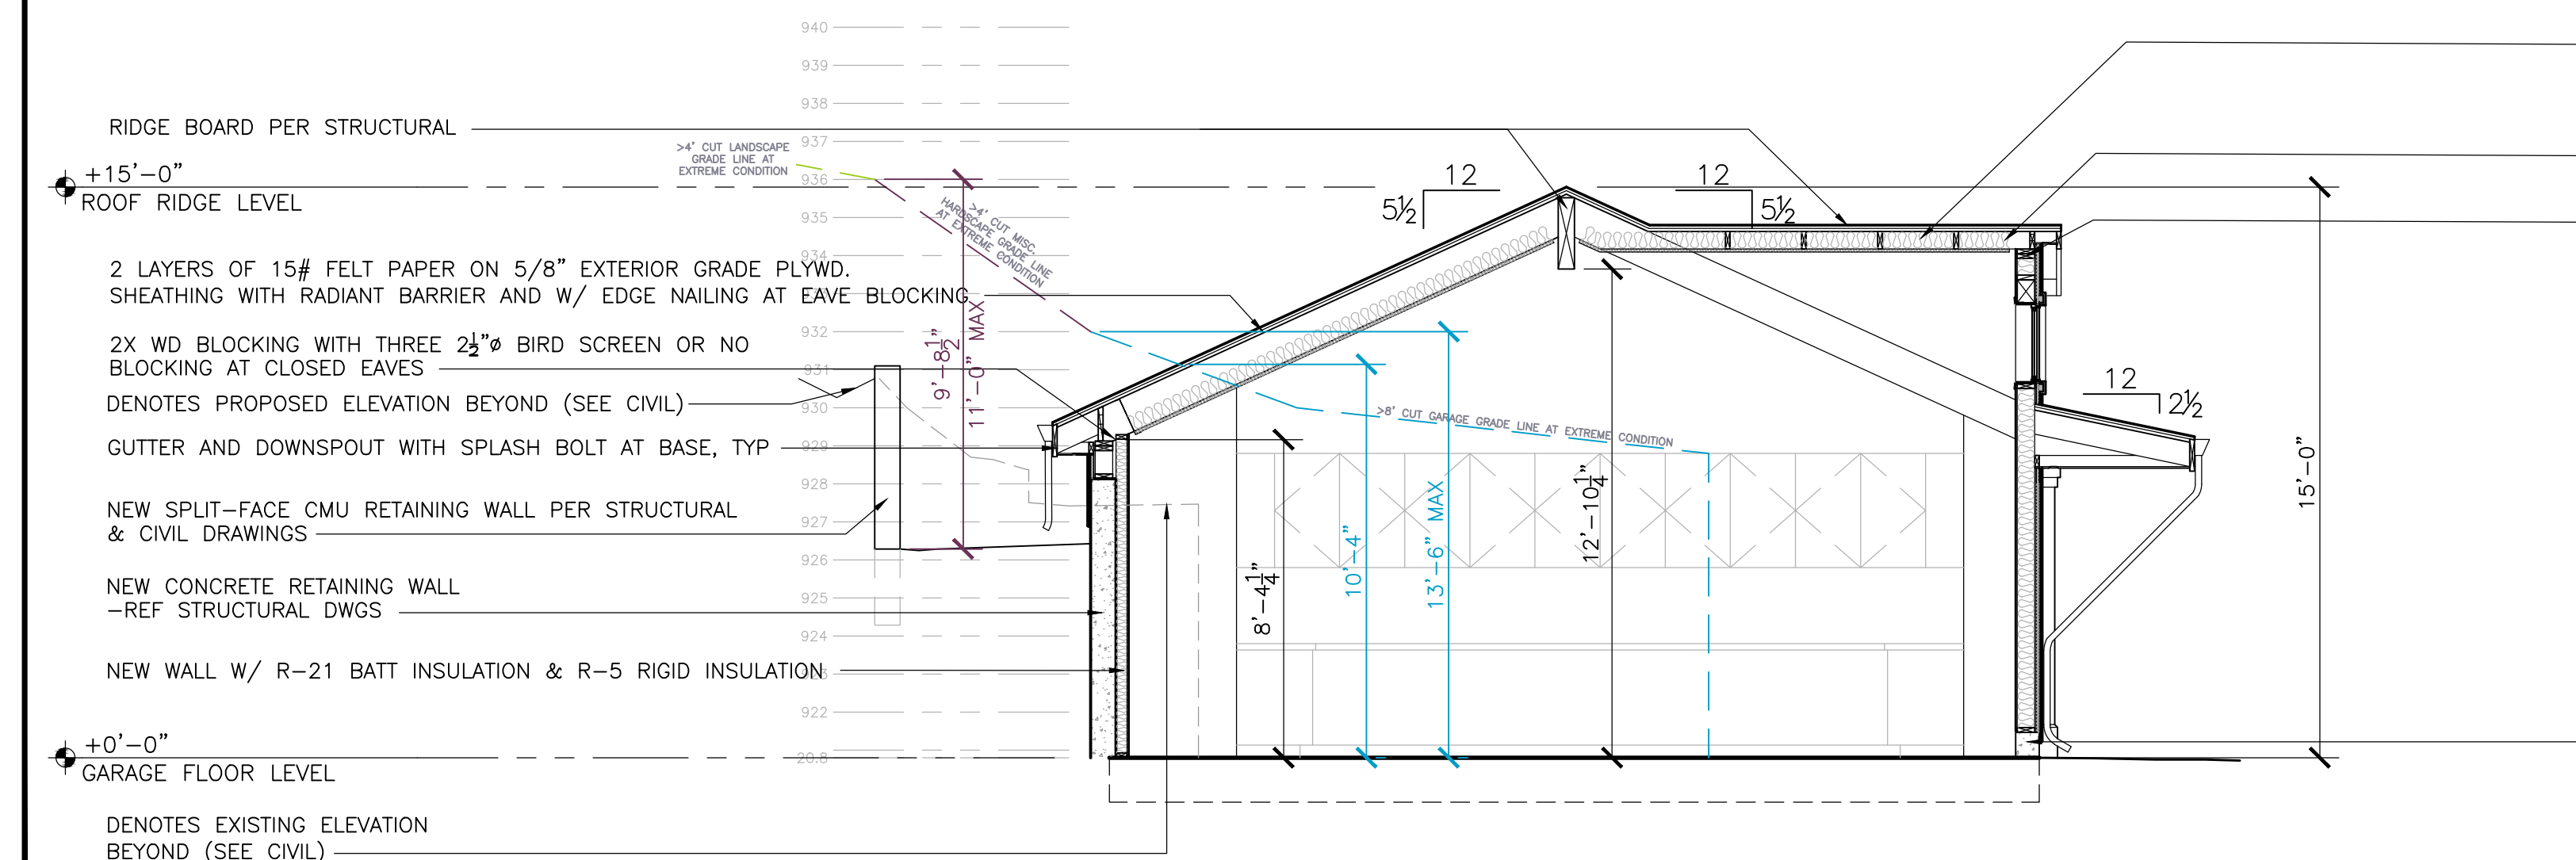 940
939
938
RIDGE BOARD PER STRUCTURAL
937
>4' CUT LANDSCAPE
GRADE LINE AT
EXTREME CONDITION
+15'-0"
936
12
12
ROOF RIDGE LEVEL
5½
5½
935
>4' CUT MISC.
HARDSCAPE GRADE LINE
AT EXTREME CONDITION
934
2 LAYERS OF 15# FELT PAPER ON 5/8" EXTERIOR GRADE PLYWD.
SHEATHING WITH RADIANT BARRIER AND W/ EDGE NAILING AT EAVE BLOCKING
932
2X WD BLOCKING WITH THREE 2½"ø BIRD SCREEN OR NO
BLOCKING AT CLOSED EAVES
931
9'-8½"
11'-0" MAX
DENOTES PROPOSED ELEVATION BEYOND (SEE CIVIL)
930
>8' CUT GARAGE GRADE LINE AT EXTREME CONDITION
12
2½
GUTTER AND DOWNSPOUT WITH SPLASH BOLT AT BASE, TYP
929
928
NEW SPLIT-FACE CMU RETAINING WALL PER STRUCTURAL
& CIVIL DRAWINGS
927
926
8'-4¼"
10'-4"
13'-6" MAX
12'-10¼"
15'-0"
NEW CONCRETE RETAINING WALL
-REF STRUCTURAL DWGS
925
924
NEW WALL W/ R-21 BATT INSULATION & R-5 RIGID INSULATION
923
922
+0'-0"
20.8
GARAGE FLOOR LEVEL
DENOTES EXISTING ELEVATION
BEYOND (SEE CIVIL)